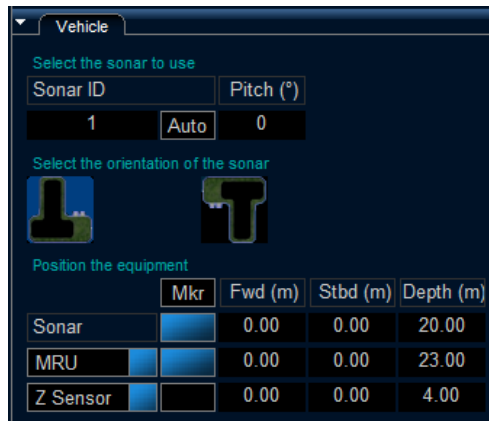 Vehicle
Select the sonar to use
Sonar ID Pitch (°)
1 Auto 0
Select the orientation of the sonar
Position the equipment
Mkr Fwd (m) Stbd (m) Depth (m)
Sonar 0.00 0.00 20.00
MRU 0.00 0.00 23.00
Z Sensor 0.00 0.00 4.00